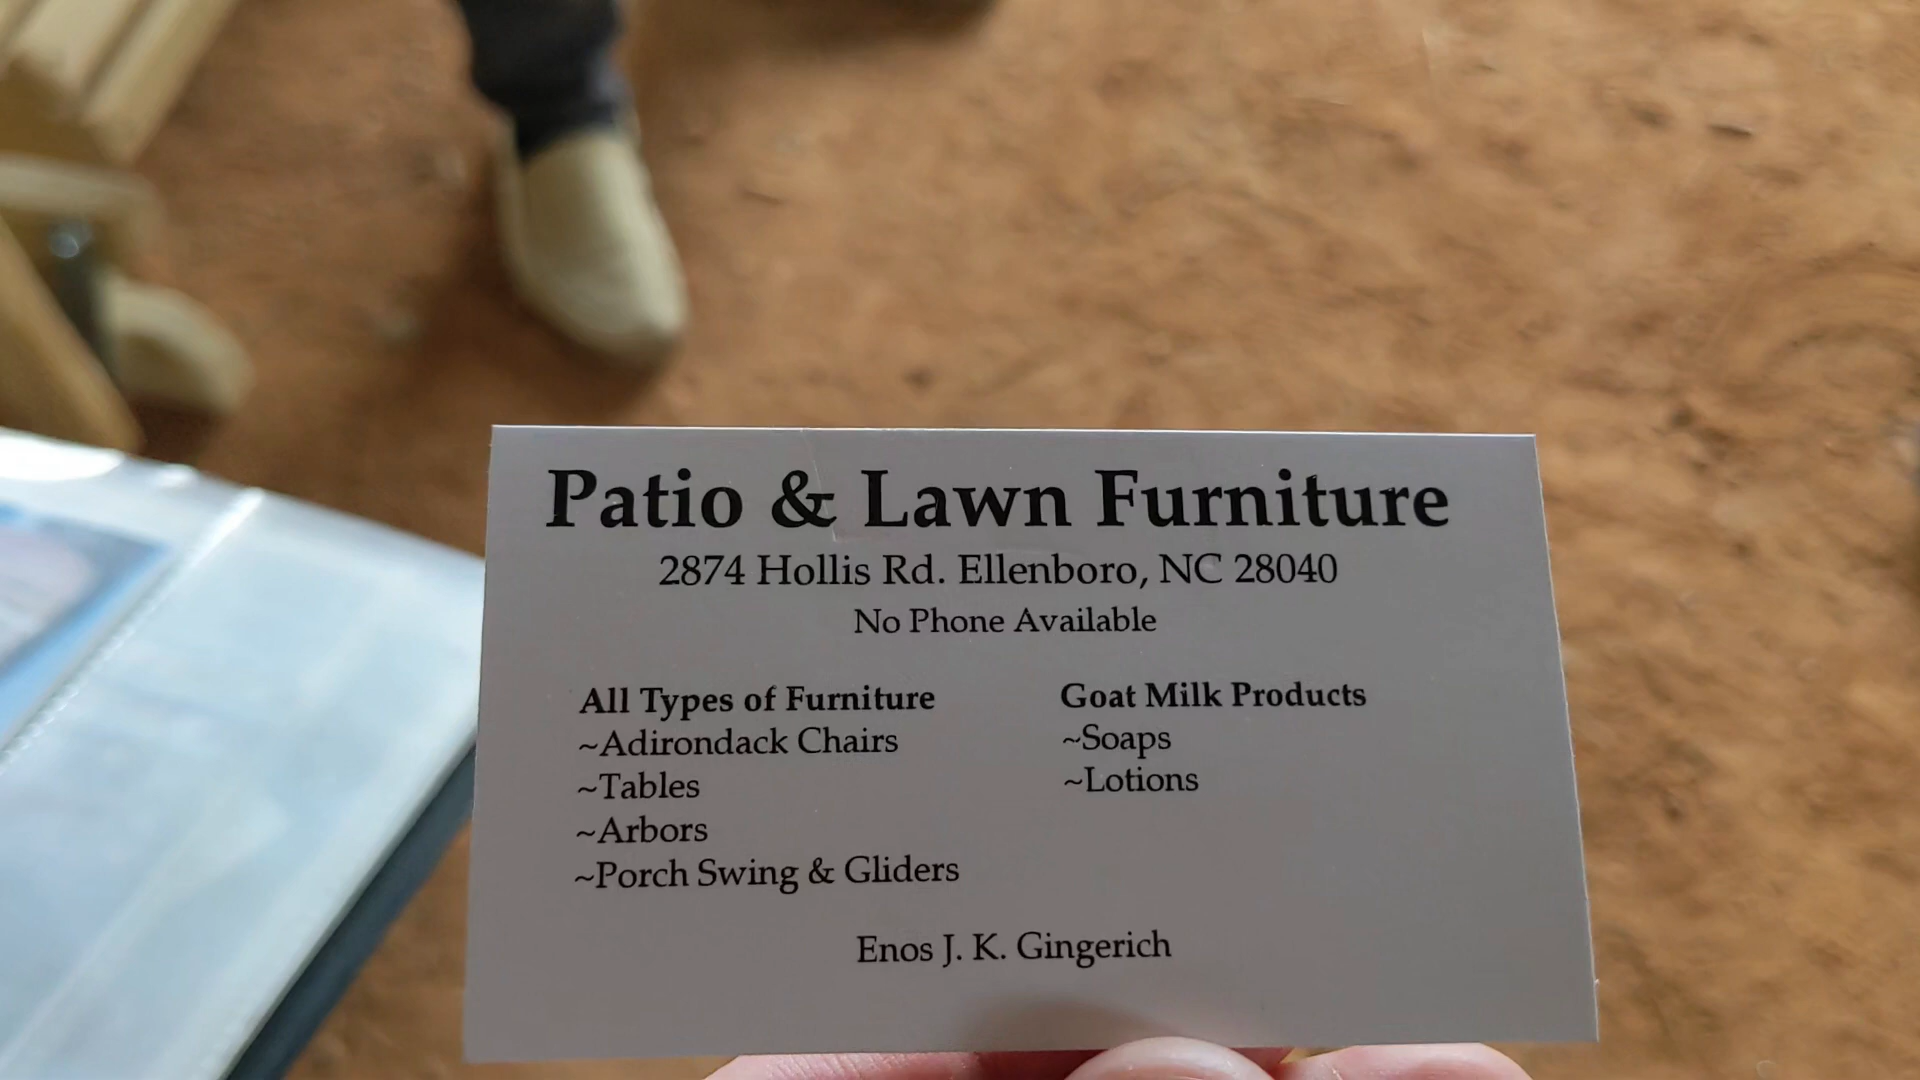 Patio & Lawn Furniture
2874 Hollis Rd. Ellenboro, NC 28040
No Phone Available
All Types of Furniture
~Adirondack Chairs
~Tables
~Arbors
~Porch Swing & Gliders
Goat Milk Products
~Soaps
~Lotions
Enos J. K. Gingerich